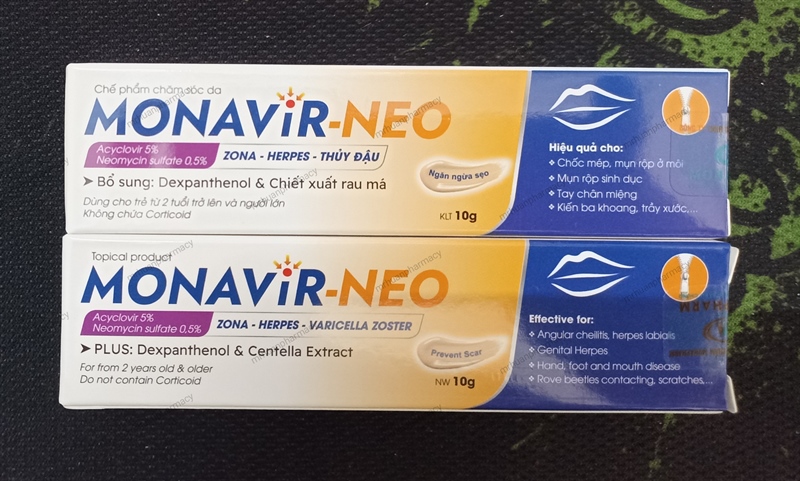 Chế phẩm chăm sóc da
MONAViR-NEO
Acyclovir 5%
Neomycin sulfate 0,5%
ZONA - HERPES - THỦY ĐẬU
➤ Bổ sung: Dexpanthenol & Chiết xuất rau má
Dùng cho trẻ từ 2 tuổi trở lên và người lớn
Không chứa Corticoid
Ngăn ngừa sẹo
KLT 10g
Hiệu quả cho:
❖ Chốc mép, mụn rộp ở môi
❖ Mụn rộp sinh dục
❖ Tay chân miệng
❖ Kiến ba khoang, trầy xước,...
Topical product
MONAViR-NEO
Acyclovir 5%
Neomycin sulfate 0,5%
ZONA - HERPES - VARICELLA ZOSTER
➤ PLUS: Dexpanthenol & Centella Extract
For from 2 years old & older
Do not contain Corticoid
Prevent Scar
NW 10g
Effective for:
❖ Angular cheilitis, herpes labialis
❖ Genital Herpes
❖ Hand, foot and mouth disease
❖ Rove beetles contacting, scratches,...
PHARM
minhuanpharmacy